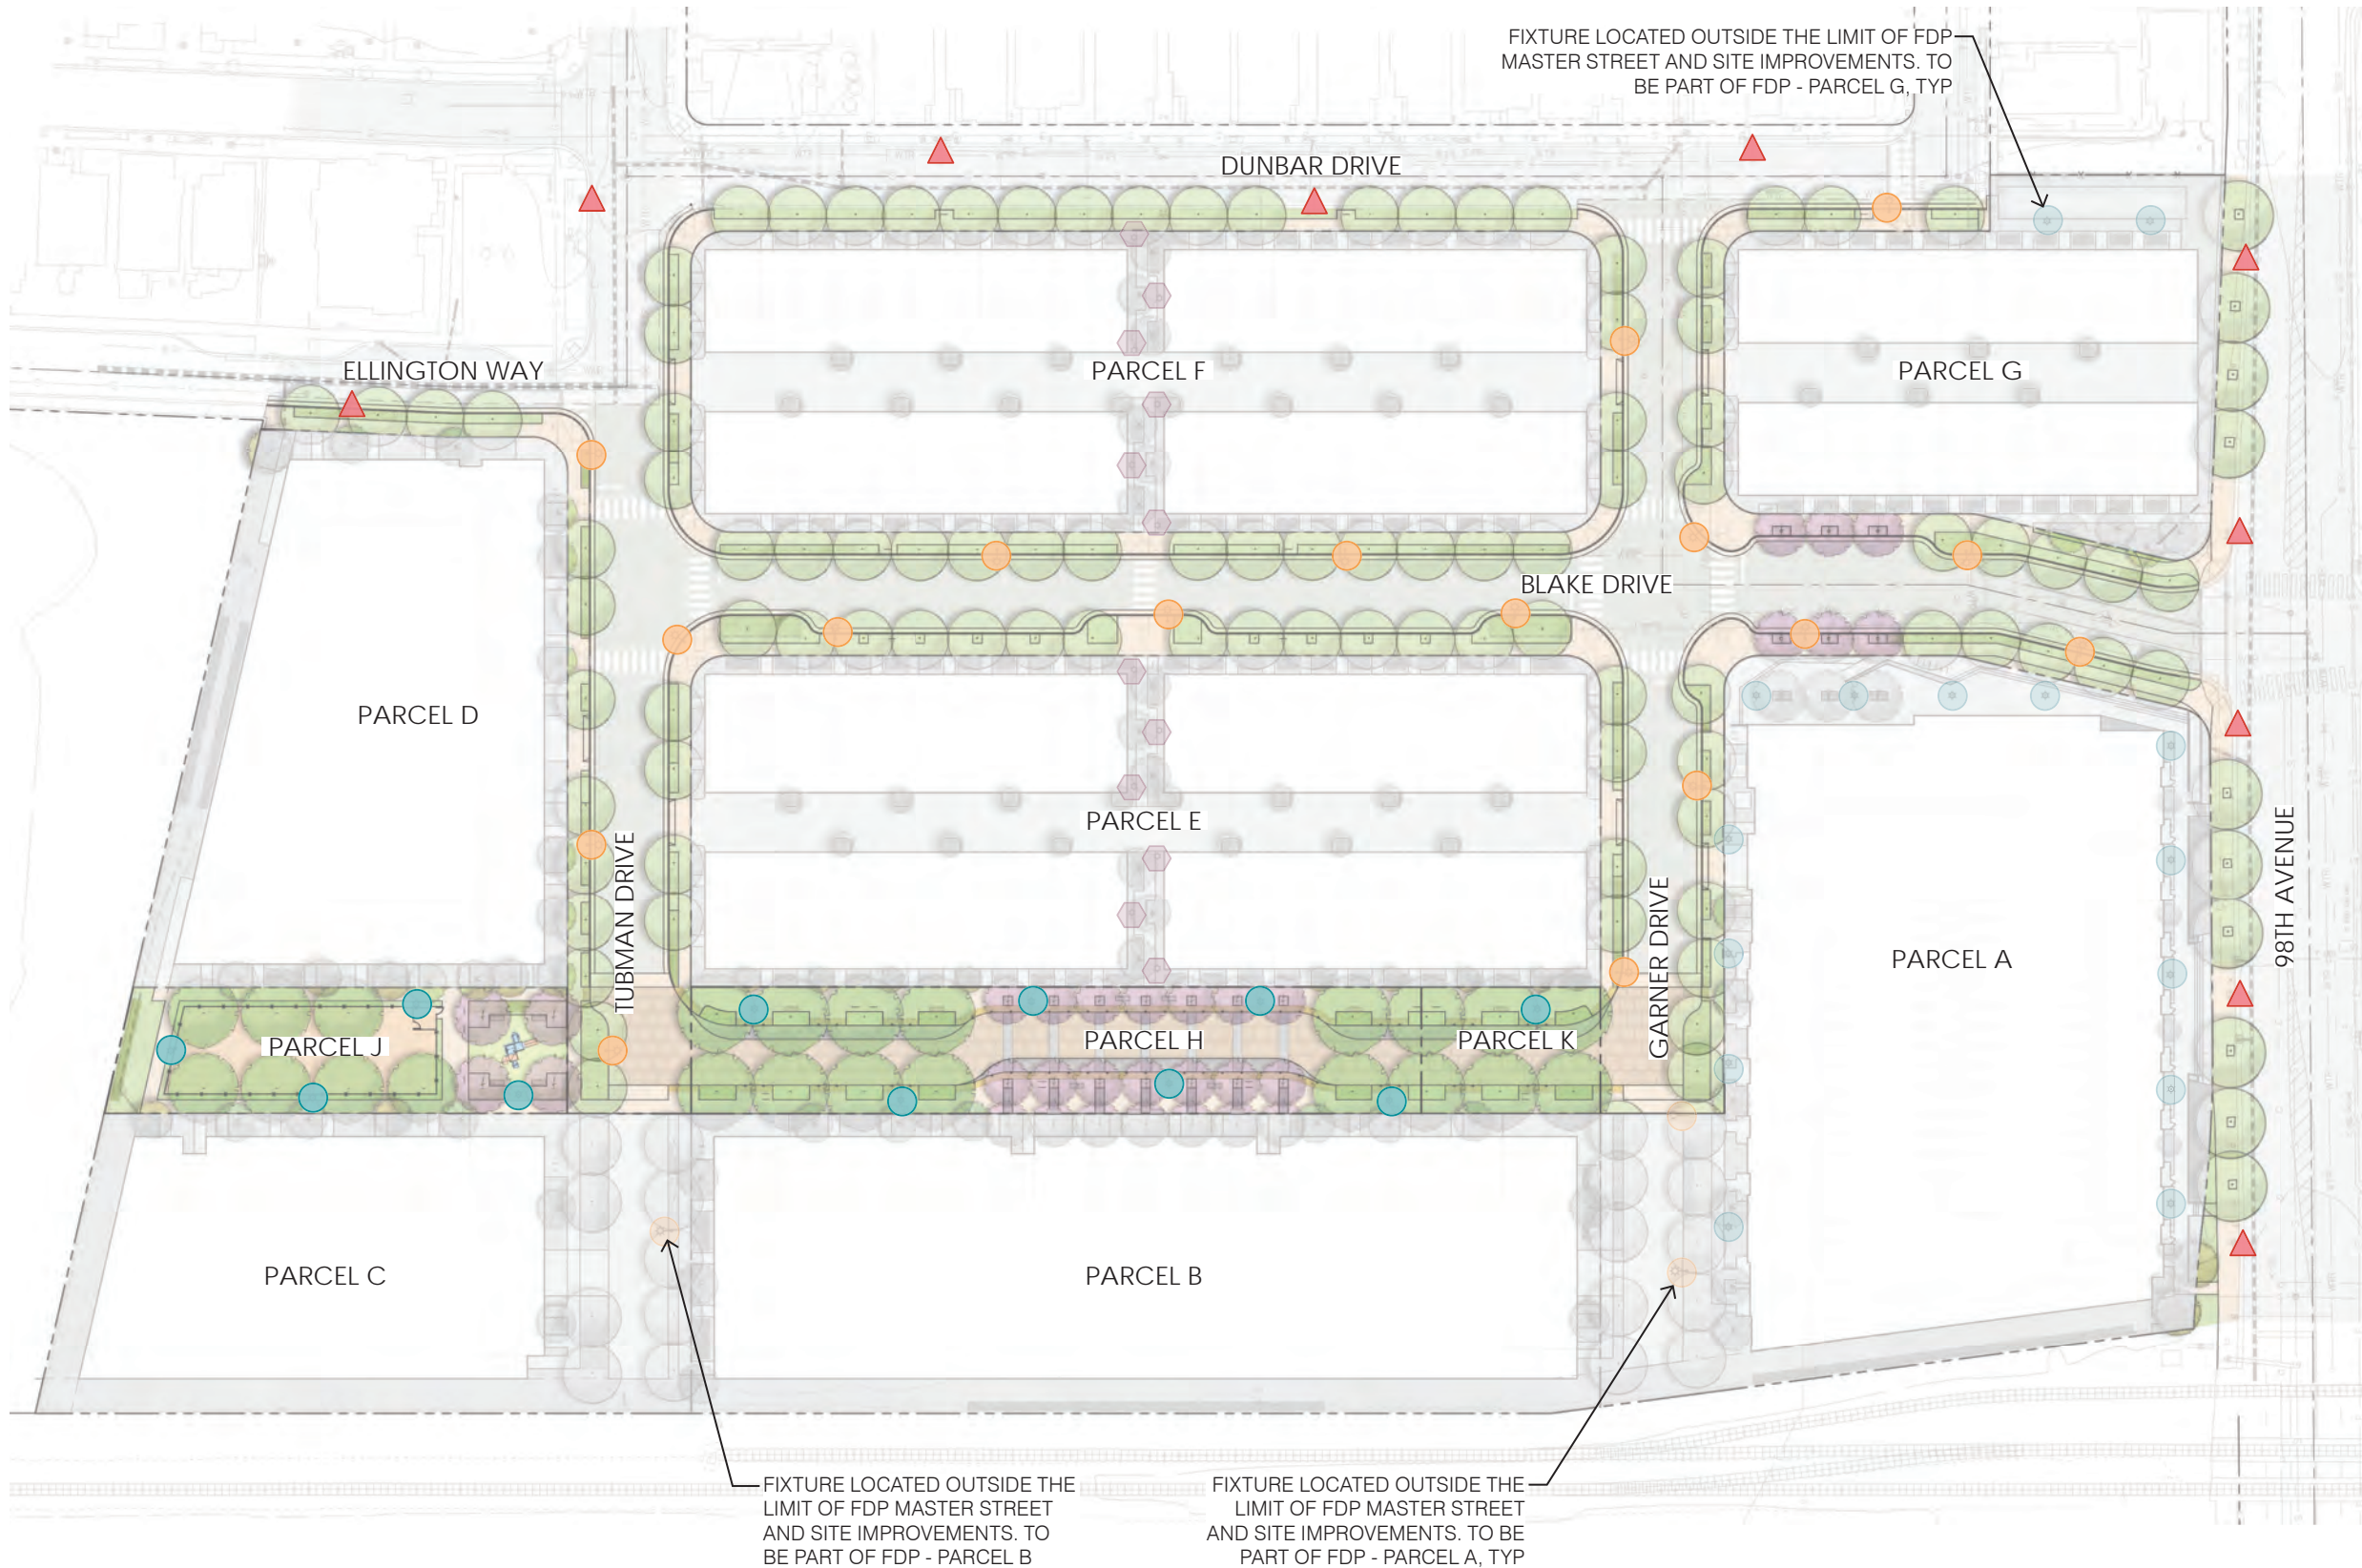 FIXTURE LOCATED OUTSIDE THE LIMIT OF FDP
MASTER STREET AND SITE IMPROVEMENTS. TO
BE PART OF FDP - PARCEL G, TYP
DUNBAR DRIVE
ELLINGTON WAY
PARCEL F
PARCEL G
BLAKE DRIVE
PARCEL D
PARCEL E
TUBMAN DRIVE
GARNER DRIVE
98TH AVENUE
PARCEL A
PARCEL J
PARCEL H
PARCEL K
PARCEL C
PARCEL B
FIXTURE LOCATED OUTSIDE THE
LIMIT OF FDP MASTER STREET
AND SITE IMPROVEMENTS. TO
BE PART OF FDP - PARCEL B
FIXTURE LOCATED OUTSIDE THE
LIMIT OF FDP MASTER STREET
AND SITE IMPROVEMENTS. TO BE
PART OF FDP - PARCEL A, TYP